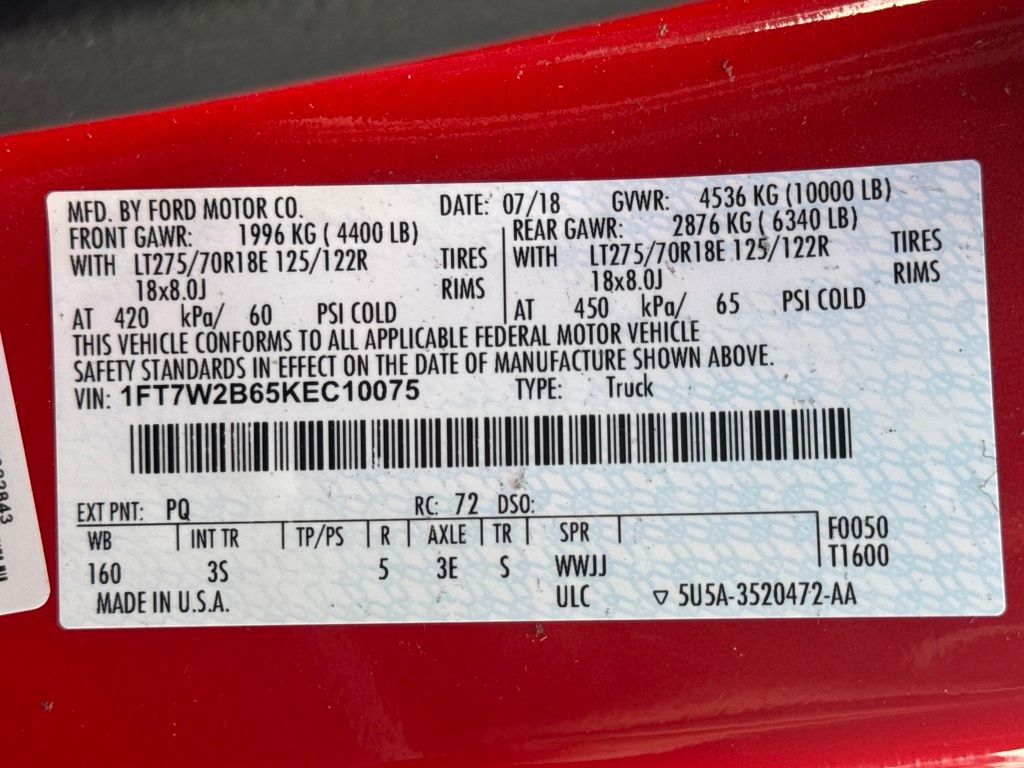 MFD. BY FORD MOTOR CO. DATE: 07/18 GVWR: 4536 KG (10000 LB)
FRONT GAWR: 1996 KG ( 4400 LB) REAR GAWR: 2876 KG ( 6340 LB)
WITH LT275/70R18E 125/122R TIRES WITH LT275/70R18E 125/122R TIRES
18x8.0J RIMS 18x8.0J RIMS
AT 420 kPa/ 60 PSI COLD AT 450 kPa/ 65 PSI COLD
THIS VEHICLE CONFORMS TO ALL APPLICABLE FEDERAL MOTOR VEHICLE
SAFETY STANDARDS IN EFFECT ON THE DATE OF MANUFACTURE SHOWN ABOVE.
VIN: 1FT7W2B65KEC10075 TYPE: Truck
EXT PNT: PQ RC: 72 DSO:
WB INT TR TP/PS R AXLE TR SPR F0050
160 3S 5 3E S WWJJ T1600
MADE IN U.S.A. ULC ▽ 5U5A-3520472-AA